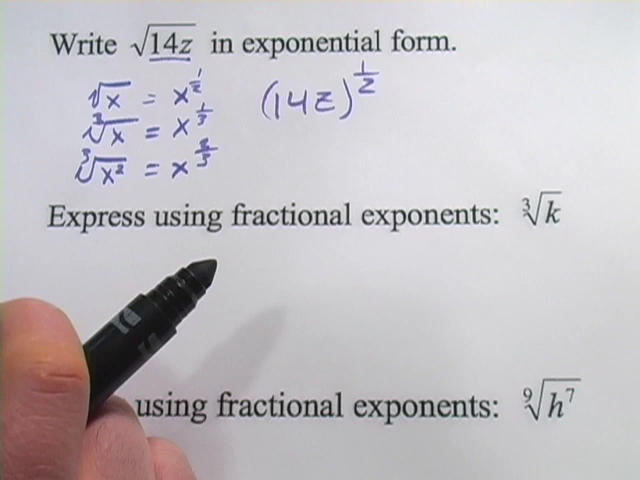 Write √14z in exponential form.
√x = x^1/2 (14z)^1/2
∛x = x^1/3
∛x² = x^2/3
Express using fractional exponents: ∛k
using fractional exponents: ⁹√h⁷